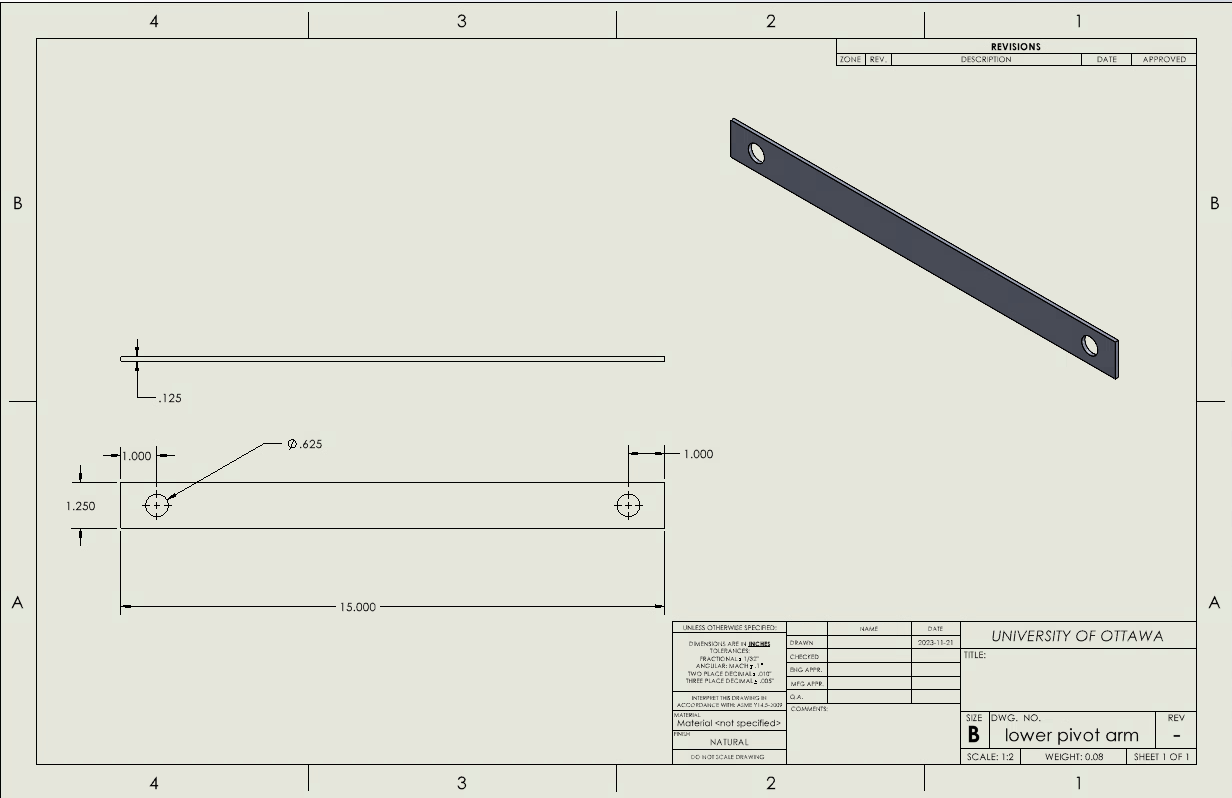 4 3 2 1
REVISIONS
ZONE REV. DESCRIPTION DATE APPROVED
B B
.125
1.000 Ø.625 1.000
1.250
A A
15.000
UNLESS OTHERWISE SPECIFIED:
DIMENSIONS ARE IN INCHES
TOLERANCES:
FRACTIONAL ± 1/32"
ANGULAR: MACH ± .1°
TWO PLACE DECIMAL ± .010"
THREE PLACE DECIMAL ± .005"
INTERPRET THIS DRAWING IN
ACCORDANCE WITH: ASME Y14.5-2009
MATERIAL
Material <not specified>
FINISH
NATURAL
DO NOT SCALE DRAWING
NAME DATE
DRAWN 2023-11-21
CHECKED
ENG APPR.
MFG APPR.
Q.A.
COMMENTS:
UNIVERSITY OF OTTAWA
TITLE:
SIZE DWG. NO. REV
B lower pivot arm -
SCALE: 1:2 WEIGHT: 0.08 SHEET 1 OF 1
4 3 2 1